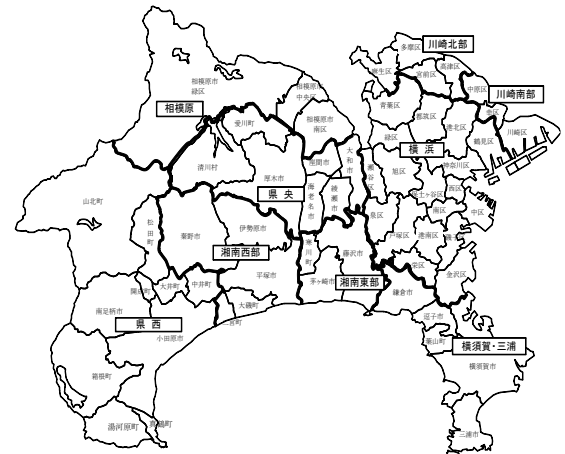 多摩区
川崎北部
麻生区
宮前区
高津区
中原区
川崎南部
幸区
川崎区
相模原市
緑区
相模原市
中央区
相模原市
南区
相模原
愛川町
青葉区
都筑区
港北区
鶴見区
緑区
横 浜
神奈川区
清川村
厚木市
座間市
大和市
瀬谷区
旭区
保土ヶ谷区
西区
中区
南区
県 央
海老名市
綾瀬市
泉区
戸塚区
港南区
磯子区
山北町
松田町
秦野市
伊勢原市
寒川町
藤沢市
栄区
金沢区
湘南西部
平塚市
茅ヶ崎市
湘南東部
鎌倉市
開成町
大井町
中井町
大磯町
二宮町
南足柄市
県 西
小田原市
逗子市
葉山町
横須賀・三浦
横須賀市
箱根町
湯河原町
真鶴町
三浦市